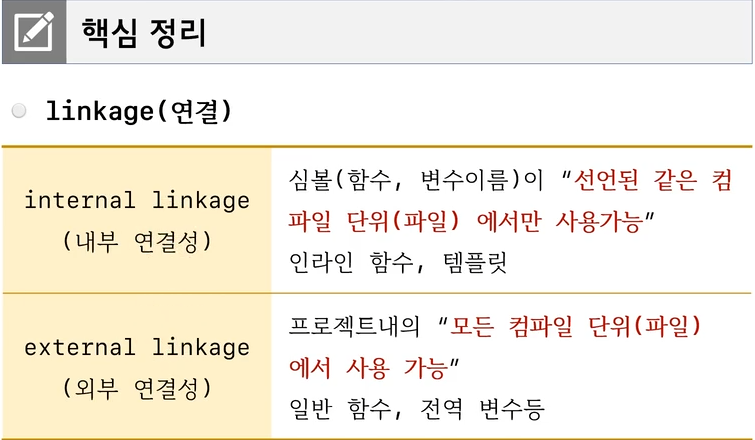 핵심 정리
linkage(연결)
internal linkage
(내부 연결성)
심볼(함수, 변수이름)이 "선언된 같은 컴
파일 단위(파일) 에서만 사용가능"
인라인 함수, 템플릿
external linkage
(외부 연결성)
프로젝트내의 "모든 컴파일 단위(파일)
에서 사용 가능"
일반 함수, 전역 변수등